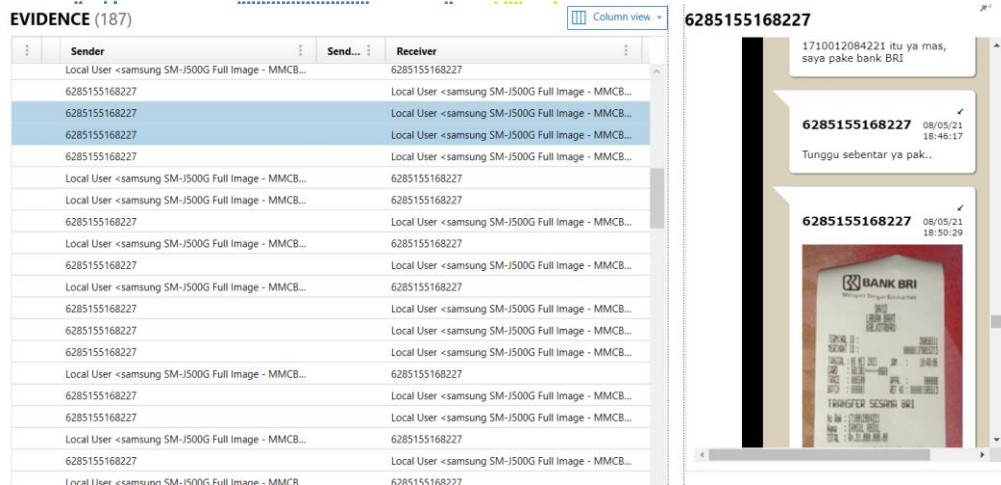 EVIDENCE (187)
Column view
Sender Send... Receiver
Local User <samsung SM-J500G Full Image - MMCB... 6285155168227
6285155168227 Local User <samsung SM-J500G Full Image - MMCB...
6285155168227 Local User <samsung SM-J500G Full Image - MMCB...
6285155168227 Local User <samsung SM-J500G Full Image - MMCB...
6285155168227 Local User <samsung SM-J500G Full Image - MMCB...
Local User <samsung SM-J500G Full Image - MMCB... 6285155168227
Local User <samsung SM-J500G Full Image - MMCB... 6285155168227
6285155168227 Local User <samsung SM-J500G Full Image - MMCB...
Local User <samsung SM-J500G Full Image - MMCB... 6285155168227
6285155168227 Local User <samsung SM-J500G Full Image - MMCB...
Local User <samsung SM-J500G Full Image - MMCB... 6285155168227
6285155168227 Local User <samsung SM-J500G Full Image - MMCB...
6285155168227 Local User <samsung SM-J500G Full Image - MMCB...
6285155168227 Local User <samsung SM-J500G Full Image - MMCB...
Local User <samsung SM-J500G Full Image - MMCB... 6285155168227
6285155168227 Local User <samsung SM-J500G Full Image - MMCB...
6285155168227 Local User <samsung SM-J500G Full Image - MMCB...
Local User <samsung SM-J500G Full Image - MMCB... 6285155168227
6285155168227 Local User <samsung SM-J500G Full Image - MMCB...
Local User <samsung SM-J500G Full Image - MMCB 6285155168227
6285155168227
1710012084221 itu ya mas,
saya pake bank BRI
6285155168227 08/05/21
18:46:17
Tunggu sebentar ya pak..
6285155168227 08/05/21
18:50:29
BANK BRI
TRANSFER SESAMA BRI